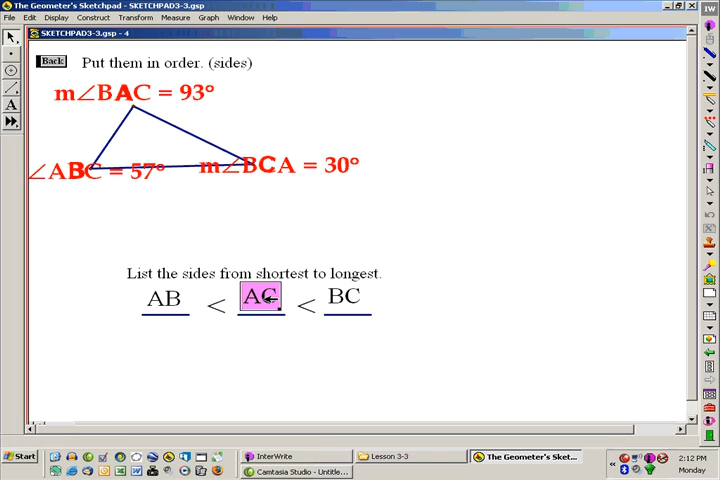 The Geometer's Sketchpad - SKETCHPAD3-3.gsp
IW
File Edit Display Construct Transform Measure Graph Window Help
SKETCHPAD3-3.gsp - 4
Back Put them in order. (sides)
m∠BAC = 93°
∠ABC = 57°
m∠BCA = 30°
List the sides from shortest to longest.
AB < AC < BC
A
Start
InterWrite
Lesson 3-3
The Geometer's Sket...
Camtasia Studio - Untitle...
2:12 PM
Monday